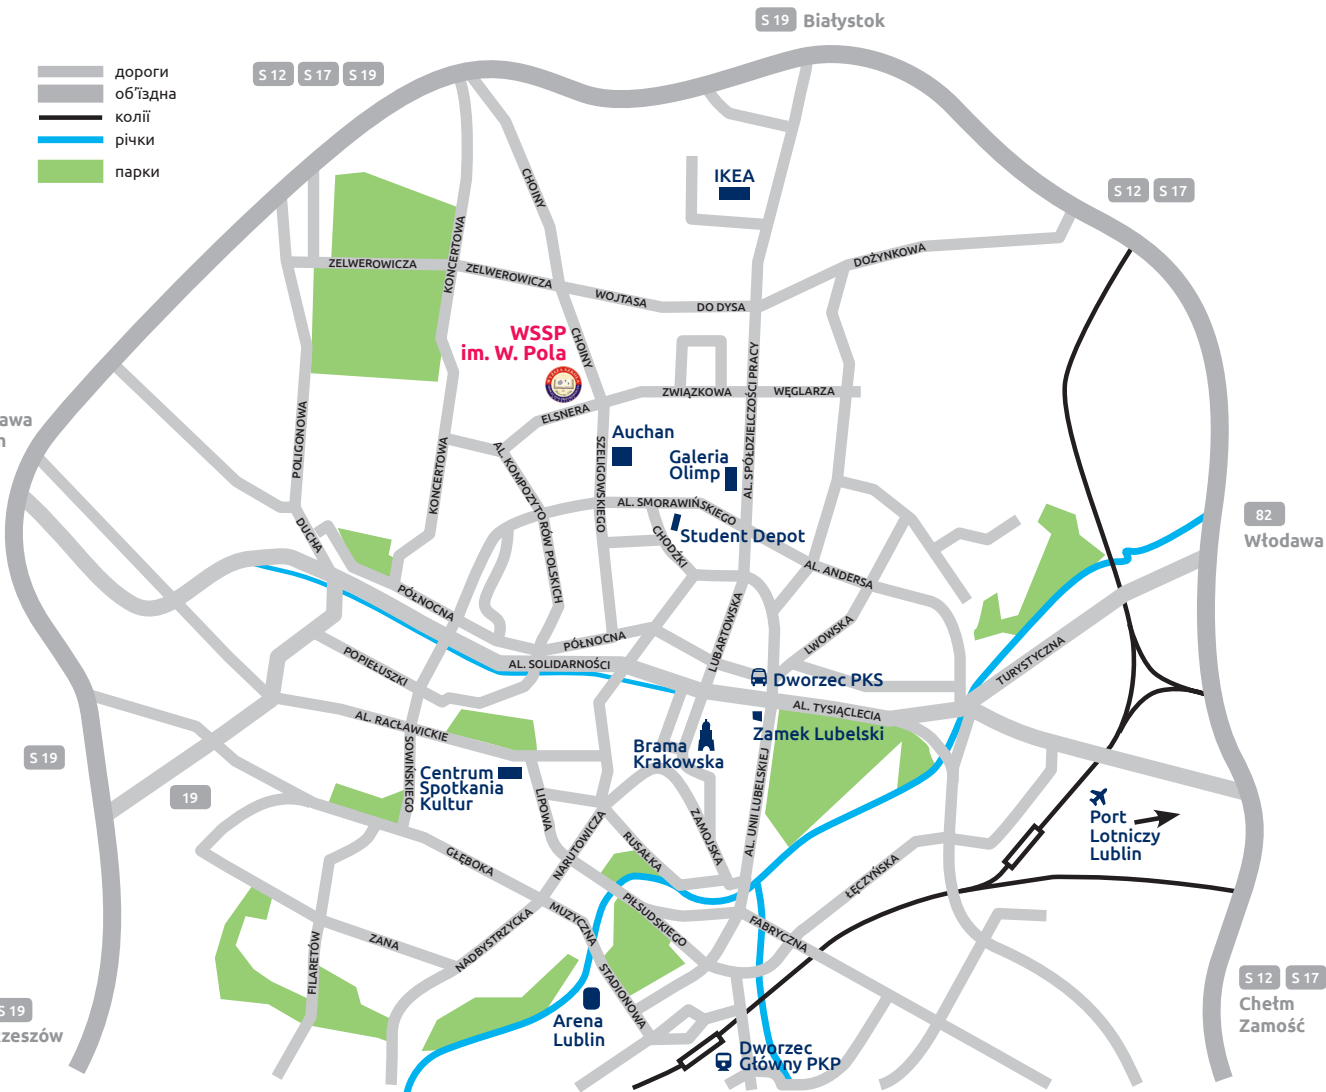 S 19 Białystok
дороги
об'їздна
колії
річки
парки
S 12 S 17 S 19
IKEA
S 12 S 17
CHOINY
KONCERTOWA
ZELWEROWICZA
ZELWEROWICZA
WOJTASA
DO DYSA
DOŻYNKOWA
WSSP
im. W. Pola
CHOINY
AL. SPÓŁDZIELCZOŚCI PRACY
ZWIĄZKOWA
WĘGLARZA
ELSNERA
POLIGONOWA
KONCERTOWA
AL. KOMPOZYTORÓW POLSKICH
SZELIGOWSKIEGO
Auchan
Galeria
Olimp
AL. SMORAWIŃSKIEGO
Student Depot
CHODŹKI
DUCHA
AL. ANDERSA
82
Włodawa
PÓŁNOCNA
PÓŁNOCNA
LUBARTOWSKA
LWOWSKA
TURYSTYCZNA
POPIEŁUSZKI
AL. SOLIDARNOŚCI
Dworzec PKS
AL. TYSIĄCLECIA
Zamek Lubelski
AL. RACŁAWICKIE
SOWIŃSKIEGO
Brama
Krakowska
Centrum
Spotkania
Kultur
S 19
19
LIPOWA
NARUTOWICZA
RUSAŁKA
ZAMOJSKA
AL. UNII LUBELSKIEJ
Port
Lotniczy
Lublin
GŁĘBOKA
ŁĘCZYŃSKA
MUZYCZNA
PIŁSUDSKIEGO
FABRYCZNA
ZANA
NADBYSTRZYCKA
FILARETÓW
STADIONOWA
Arena
Lublin
Dworzec
Główny PKP
S 12 S 17
Chełm
Zamość
S 19